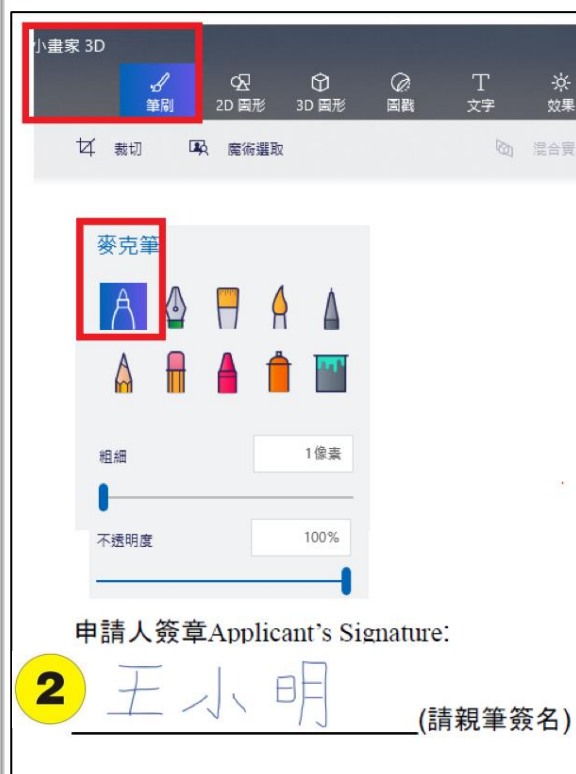 小畫家 3D
筆刷 2D 圖形 3D 圖形 圖戳 文字 效果
裁切 魔術選取 混合實
麥克筆
粗細 1像素
不透明度 100%
申請人簽章Applicant's Signature:
2 王小明 (請親筆簽名)